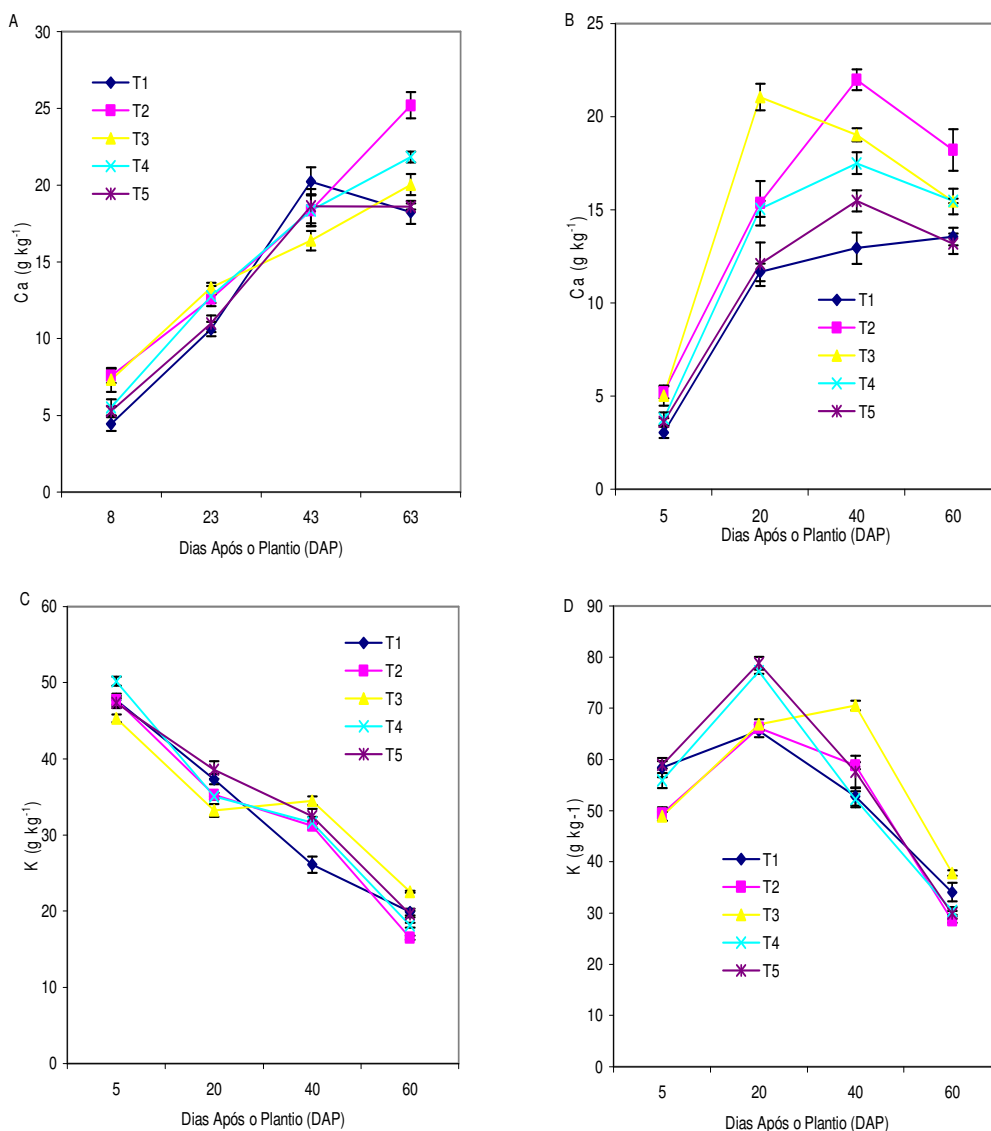 A
30
25
20
15
10
5
0
Ca (g kg-1)
T1
T2
T3
T4
T5
8 23 43 63
Dias Após o Plantio (DAP)
B
25
20
15
10
5
0
Ca (g kg-1)
T1
T2
T3
T4
T5
5 20 40 60
Dias Após o Plantio (DAP)
C
60
50
40
30
20
10
0
K (g kg-1)
T1
T2
T3
T4
T5
5 20 40 60
Dias Após o Plantio (DAP)
D
90
80
70
60
50
40
30
20
10
0
K (g kg-1)
T1
T2
T3
T4
T5
5 20 40 60
Dias Após o Plantio (DAP)